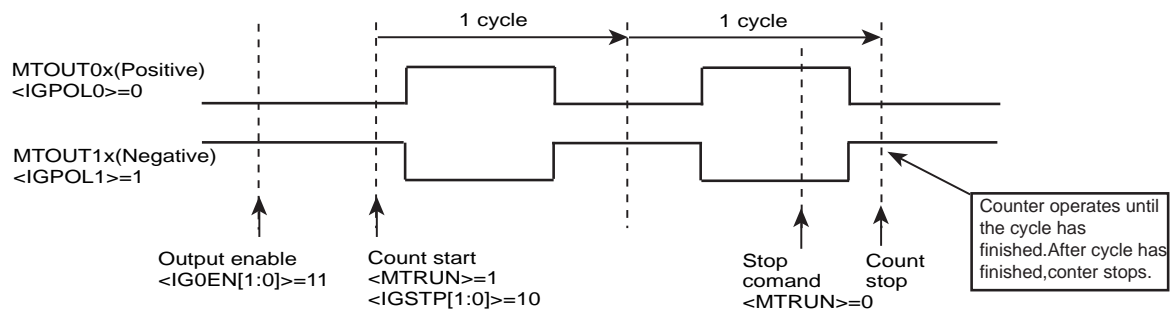 1 cycle
1 cycle
MTOUT0x(Positive)
<IGPOL0>=0
MTOUT1x(Negative)
<IGPOL1>=1
Output enable
<IG0EN[1:0]>=11
Count start
<MTRUN>=1
<IGSTP[1:0]>=10
Stop
comand
<MTRUN>=0
Count
stop
Counter operates until
the cycle has
finished.After cycle has
finished,conter stops.